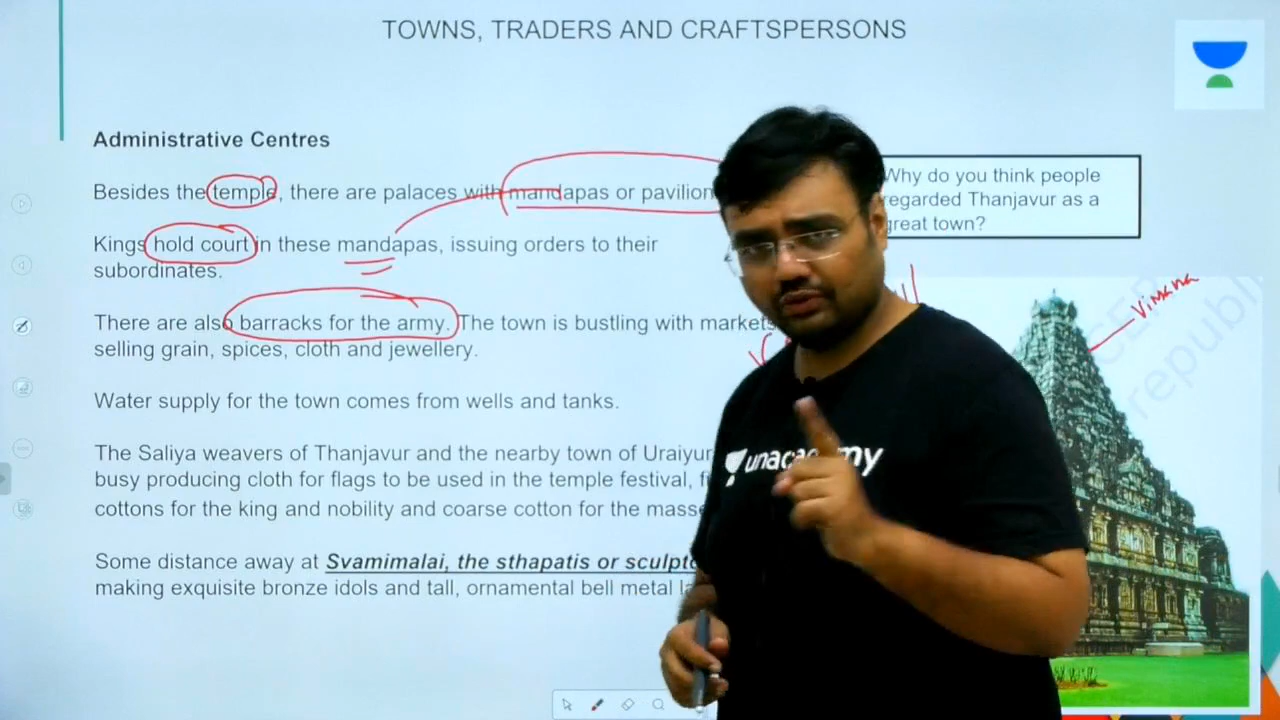 TOWNS, TRADERS AND CRAFTSPERSONS
Administrative Centres
Besides the temple, there are palaces with mandapas or pavilion
Kings hold court in these mandapas, issuing orders to their
subordinates.
There are also barracks for the army. The town is bustling with markets
selling grain, spices, cloth and jewellery.
Water supply for the town comes from wells and tanks.
The Saliya weavers of Thanjavur and the nearby town of Uraiyur
busy producing cloth for flags to be used in the temple festival,
cottons for the king and nobility and coarse cotton for the
Some distance away at Svamimalai, the sthapatis or
making exquisite bronze idols and tall, ornamental bell metal
Why do you think people
regarded Thanjavur as a
great town?
Vimana
republi
unacademy